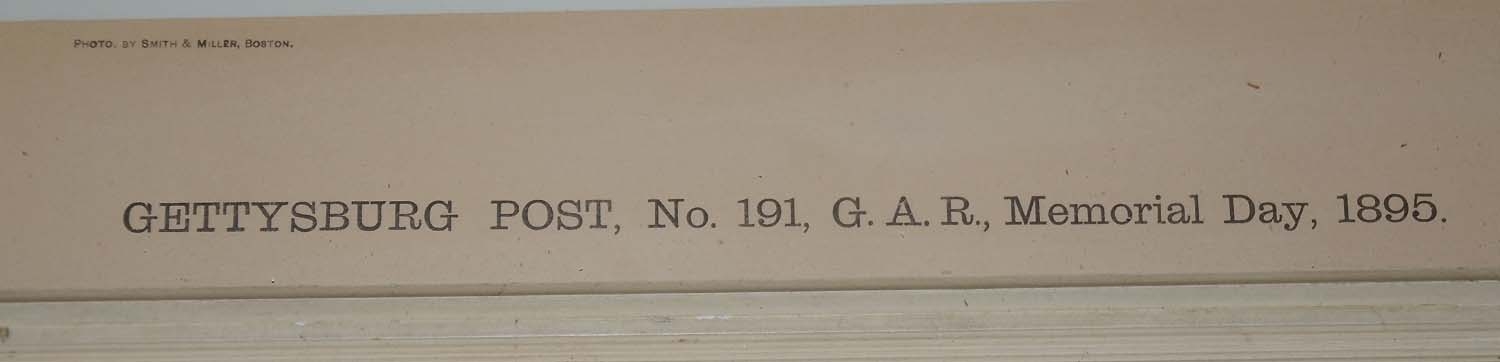 PHOTO. BY SMITH & MILLER, BOSTON.
GETTYSBURG POST, No. 191, G. A. R., Memorial Day, 1895.